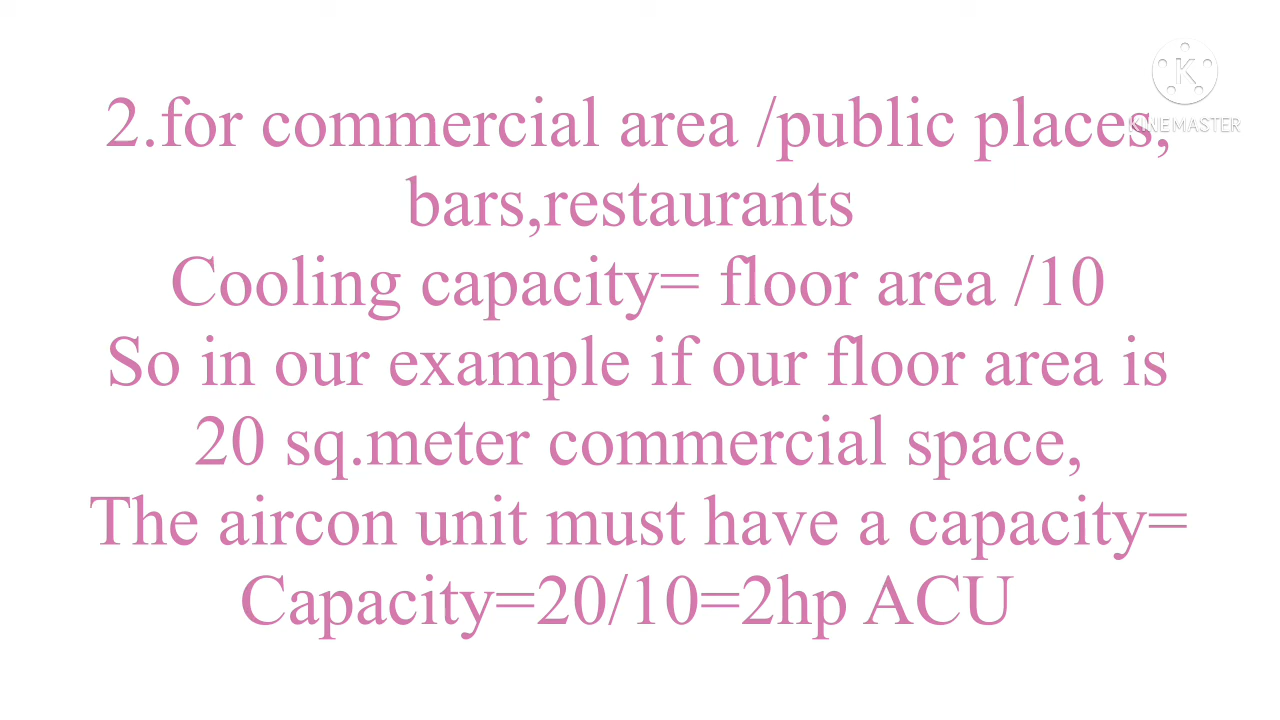 2.for commercial area /public places,
bars,restaurants
Cooling capacity= floor area /10
So in our example if our floor area is
20 sq.meter commercial space,
The aircon unit must have a capacity=
Capacity=20/10=2hp ACU
K
KINEMASTER